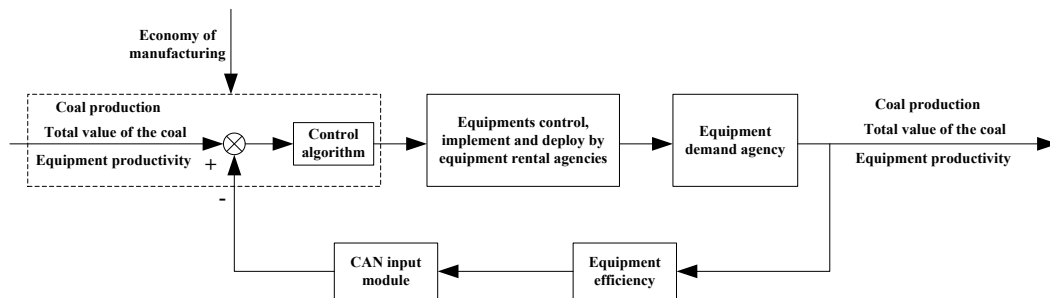 Economy of
manufacturing
Coal production
Total value of the coal
Equipment productivity
+
-
Control
algorithm
Equipments control,
implement and deploy by
equipment rental agencies
Equipment
demand agency
Coal production
Total value of the coal
Equipment productivity
CAN input
module
Equipment
efficiency